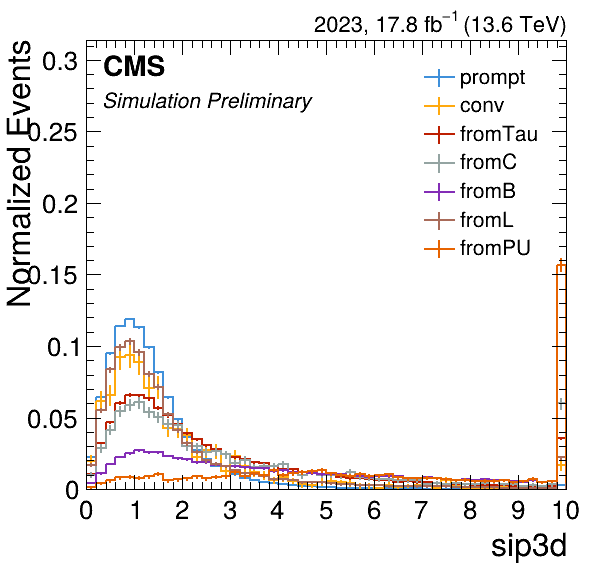 2023, 17.8 fb⁻¹ (13.6 TeV)
CMS
Simulation Preliminary
prompt
conv
fromTau
fromC
fromB
fromL
fromPU
Normalized Events
0.3
0.25
0.2
0.15
0.1
0.05
0
0 1 2 3 4 5 6 7 8 9 10
sip3d